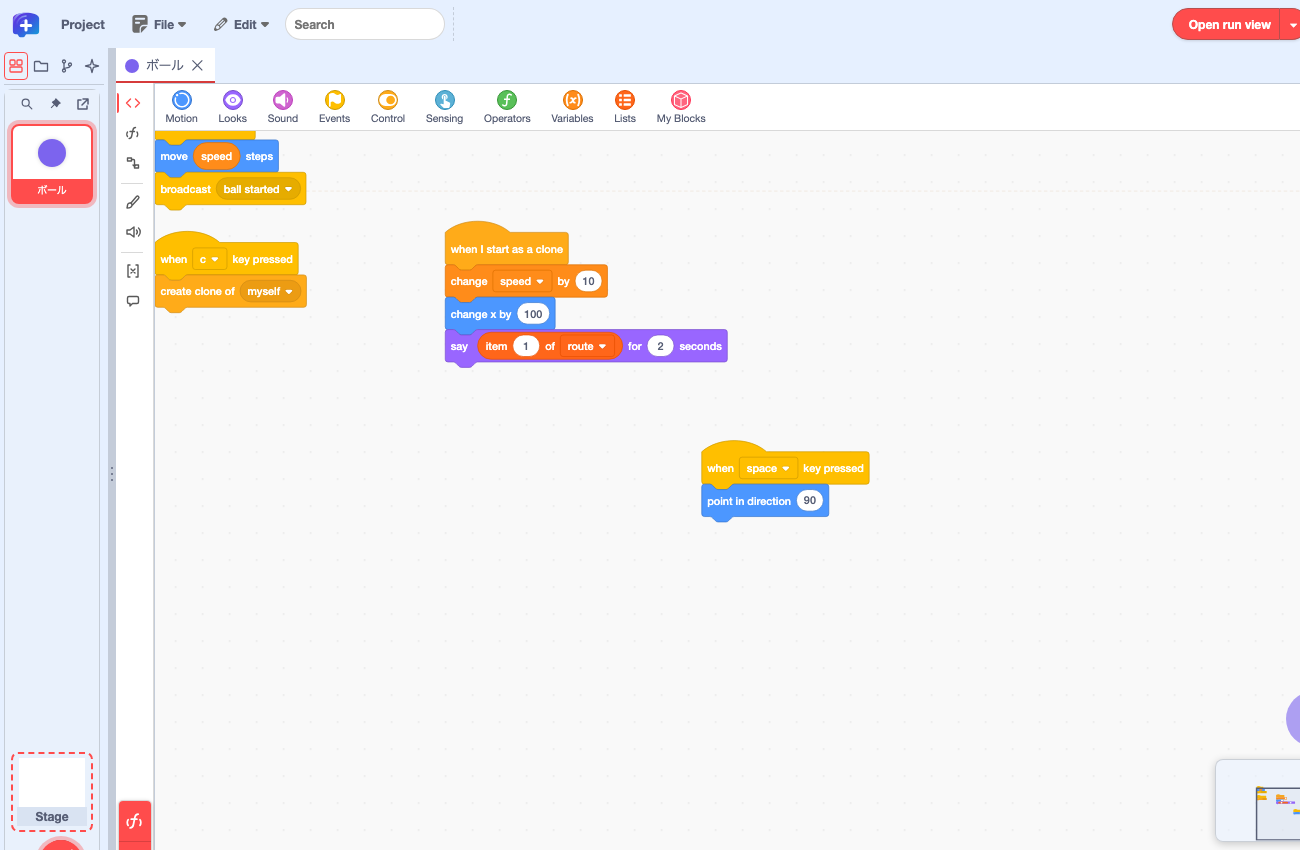 Project File Edit Search Open run view
ボール
Motion Looks Sound Events Control Sensing Operators Variables Lists My Blocks
ボール
move speed steps
broadcast ball started
when c key pressed
create clone of myself
when I start as a clone
change speed by 10
change x by 100
say item 1 of route for 2 seconds
when space key pressed
point in direction 90
Stage